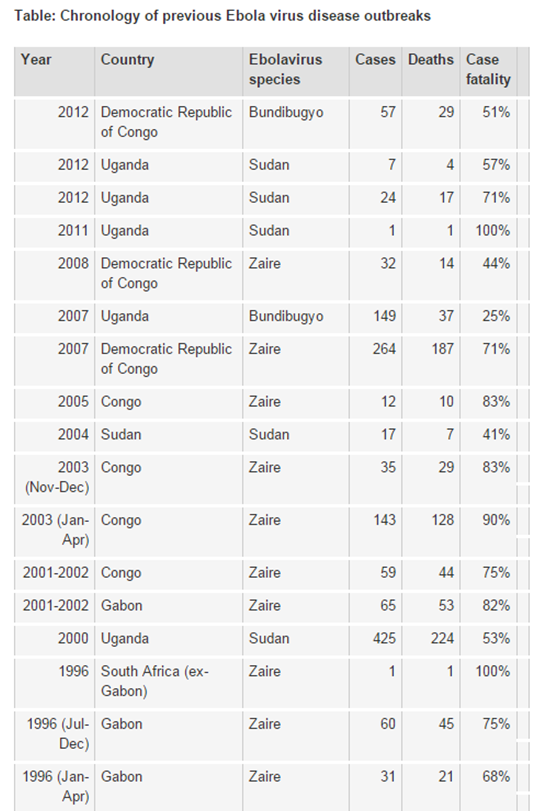 Table: Chronology of previous Ebola virus disease outbreaks
Year Country Ebolavirus species Cases Deaths Case fatality
2012 Democratic Republic of Congo Bundibugyo 57 29 51%
2012 Uganda Sudan 7 4 57%
2012 Uganda Sudan 24 17 71%
2011 Uganda Sudan 1 1 100%
2008 Democratic Republic of Congo Zaire 32 14 44%
2007 Uganda Bundibugyo 149 37 25%
2007 Democratic Republic of Congo Zaire 264 187 71%
2005 Congo Zaire 12 10 83%
2004 Sudan Sudan 17 7 41%
2003 (Nov-Dec) Congo Zaire 35 29 83%
2003 (Jan-Apr) Congo Zaire 143 128 90%
2001-2002 Congo Zaire 59 44 75%
2001-2002 Gabon Zaire 65 53 82%
2000 Uganda Sudan 425 224 53%
1996 South Africa (ex-Gabon) Zaire 1 1 100%
1996 (Jul-Dec) Gabon Zaire 60 45 75%
1996 (Jan-Apr) Gabon Zaire 31 21 68%